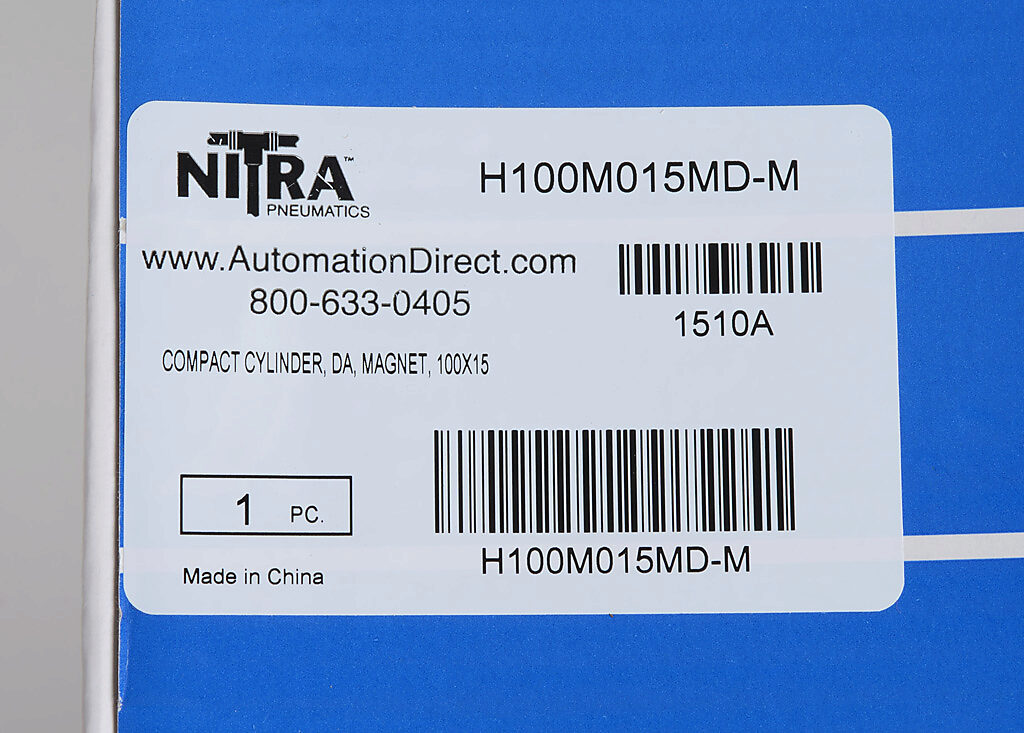 NITRA™
PNEUMATICS
H100M015MD-M
www.AutomationDirect.com
800-633-0405
1510A
COMPACT CYLINDER, DA, MAGNET, 100X15
1 PC.
H100M015MD-M
Made in China